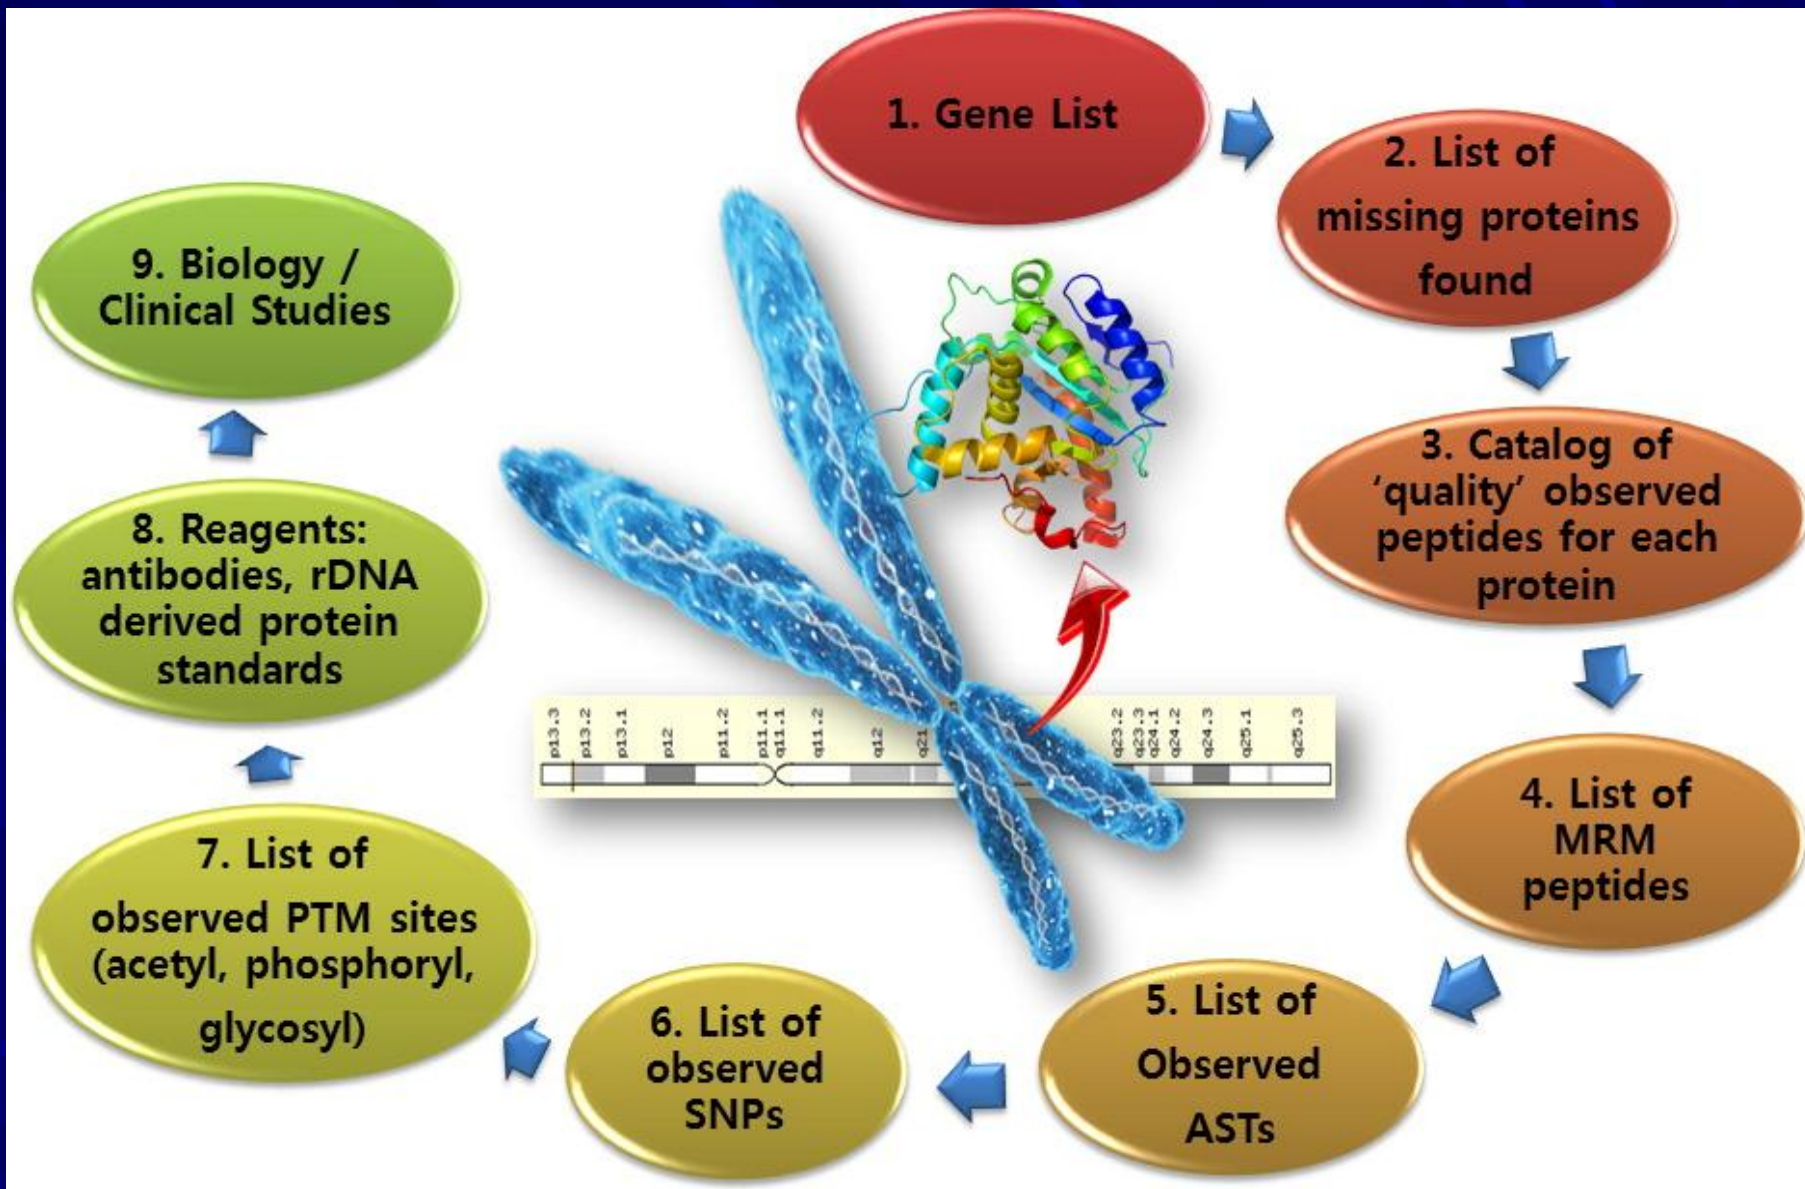 1. Gene List
2. List of
missing proteins
found
3. Catalog of
‘quality’ observed
peptides for each
protein
4. List of
MRM
peptides
5. List of
Observed
ASTs
6. List of
observed
SNPs
7. List of
observed PTM sites
(acetyl, phosphoryl,
glycosyl)
8. Reagents:
antibodies, rDNA
derived protein
standards
9. Biology /
Clinical Studies
p13.3
p13.2
p13.1
p12
p11.2
p11.1
q11.1
q11.2
q12
q21
q23.2
q23.3
q24.1
q24.2
q24.3
q25.1
q25.3